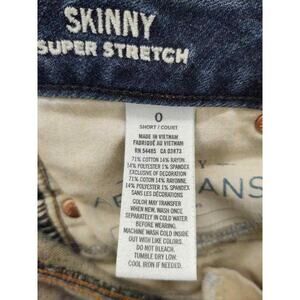 SKINNY
SUPER STRETCH
0
SHORT / COURT
MADE IN VIETNAM
FABRIQUÉ AU VIETNAM
RN 54485 CA 03473
71% COTTON 14% RAYON
14% POLYESTER 1% SPANDEX
EXCLUSIVE OF DECORATION
71% COTON 14% RAYONNE
14% POLYESTER 1% SPANDEX
SANS LES DÉCORATIONS
COLOR MAY TRANSFER
WHEN NEW, WASH ONCE
SEPARATELY IN COLD WATER
BEFORE WEARING.
MACHINE WASH COLD INSIDE
OUT WITH LIKE COLORS.
DO NOT BLEACH.
TUMBLE DRY LOW.
COOL IRON IF NEEDED.